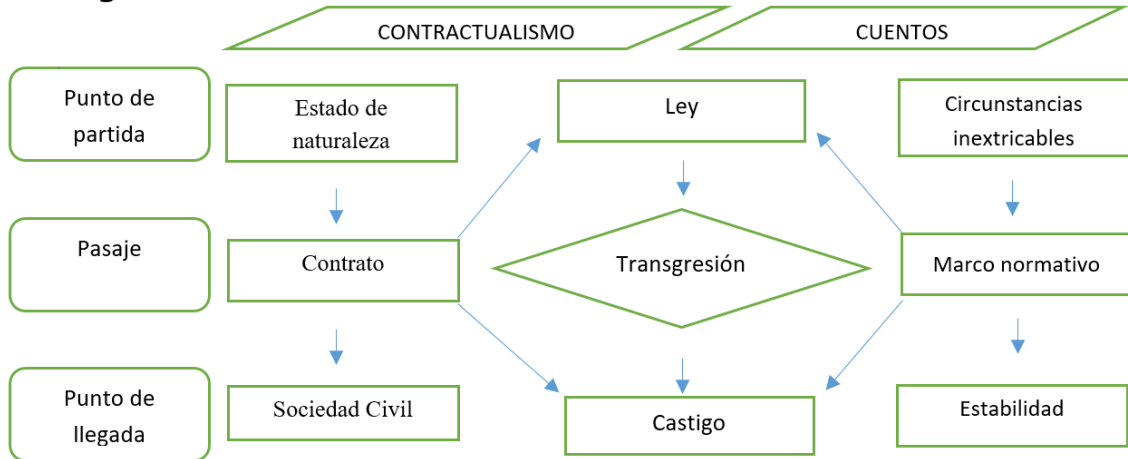 CONTRACTUALISMO
CUENTOS
Punto de
partida
Estado de
naturaleza
Ley
Circunstancias
inextricables
Pasaje
Contrato
Transgresión
Marco normativo
Punto de
llegada
Sociedad Civil
Castigo
Estabilidad